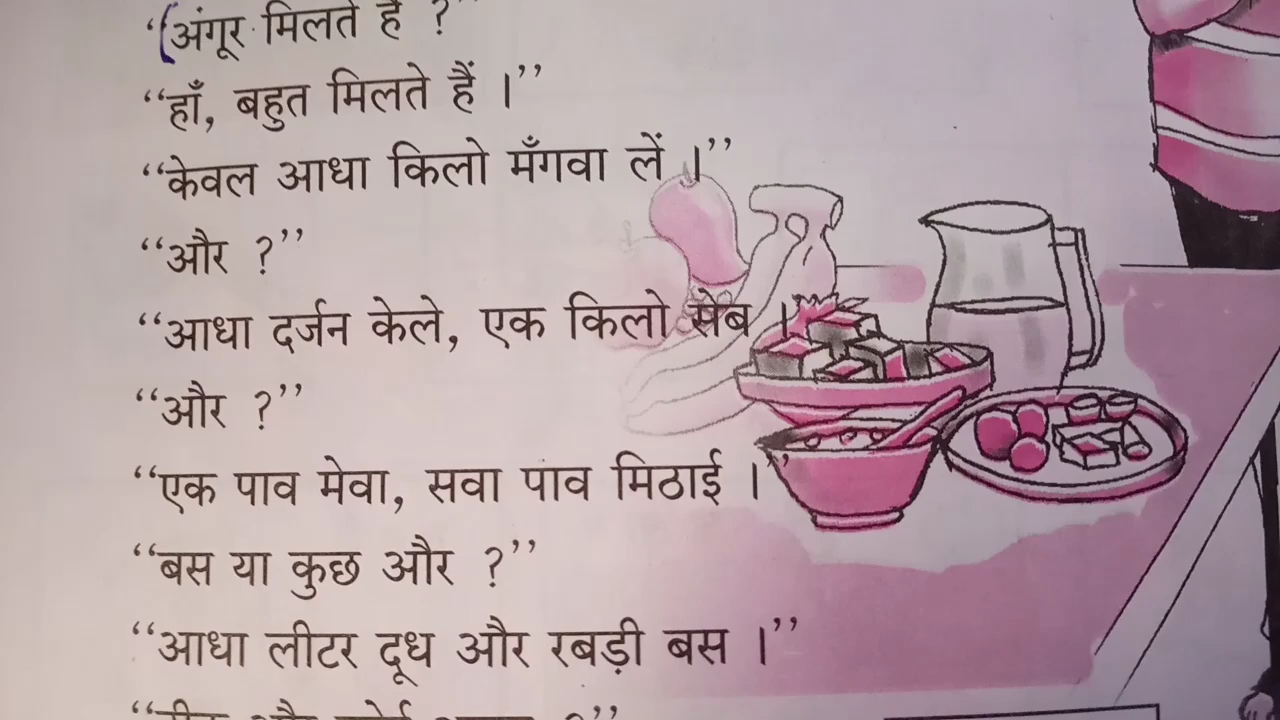 “अंगूर मिलते हैं ?”
“हाँ, बहुत मिलते हैं ।”
“केवल आधा किलो मँगवा लें ।”
“और ?”
“आधा दर्जन केले, एक किलो सेब ।”
“और ?”
“एक पाव मेवा, सवा पाव मिठाई ।”
“बस या कुछ और ?”
“आधा लीटर दूध और रबड़ी बस ।”